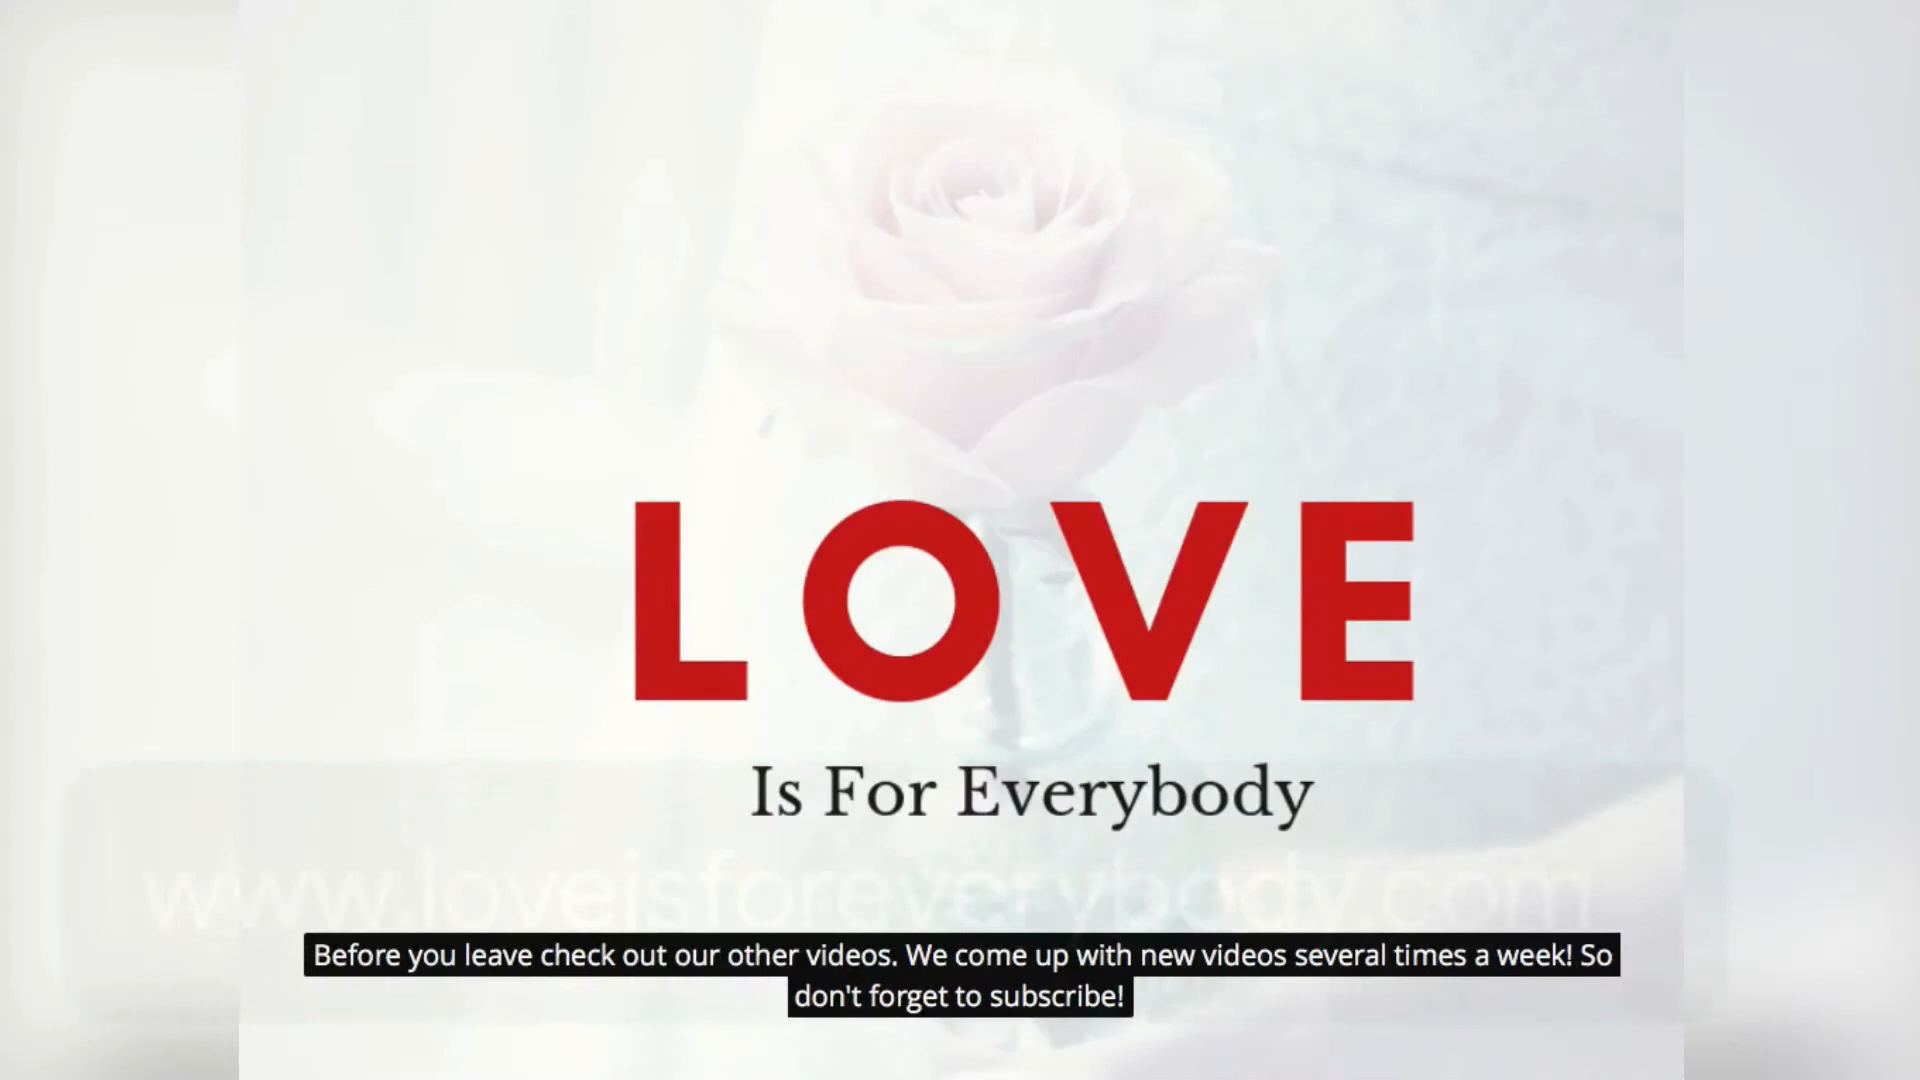 LOVE
Is For Everybody
www.loveisforeverybody.com
Before you leave check out our other videos. We come up with new videos several times a week! So
don't forget to subscribe!